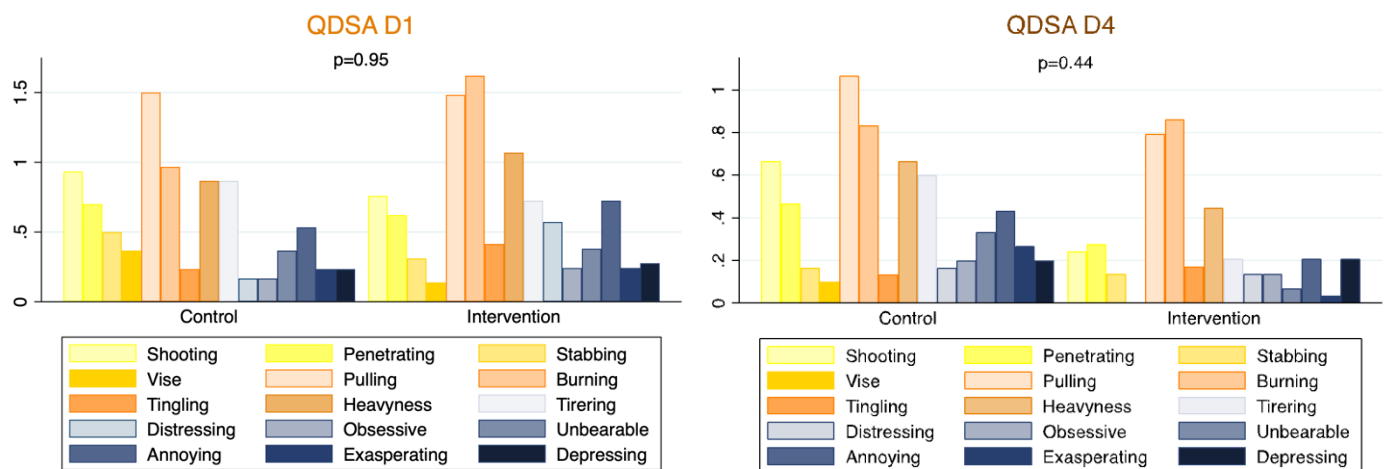 QDSA D1
p=0.95
1.5
1
.5
0
Control Intervention
Shooting Penetrating Stabbing
Vise Pulling Burning
Tingling Heavyness Tirering
Distressing Obsessive Unbearable
Annoying Exasperating Depressing
QDSA D4
p=0.44
1
.8
.6
.4
.2
0
Control Intervention
Shooting Penetrating Stabbing
Vise Pulling Burning
Tingling Heavyness Tirering
Distressing Obsessive Unbearable
Annoying Exasperating Depressing